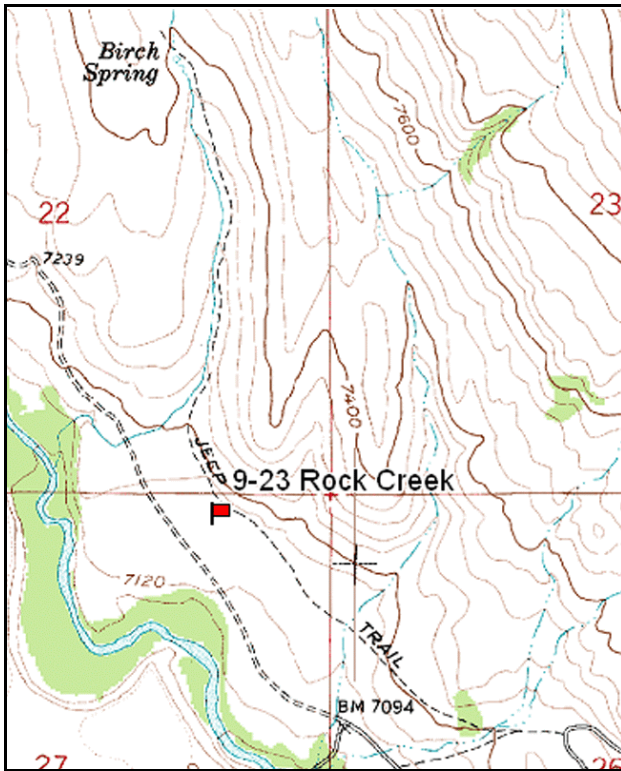 Birch
Spring
7600
22
23
7239
7400
JEEP
9-23 Rock Creek
7120
TRAIL
BM 7094
27
26